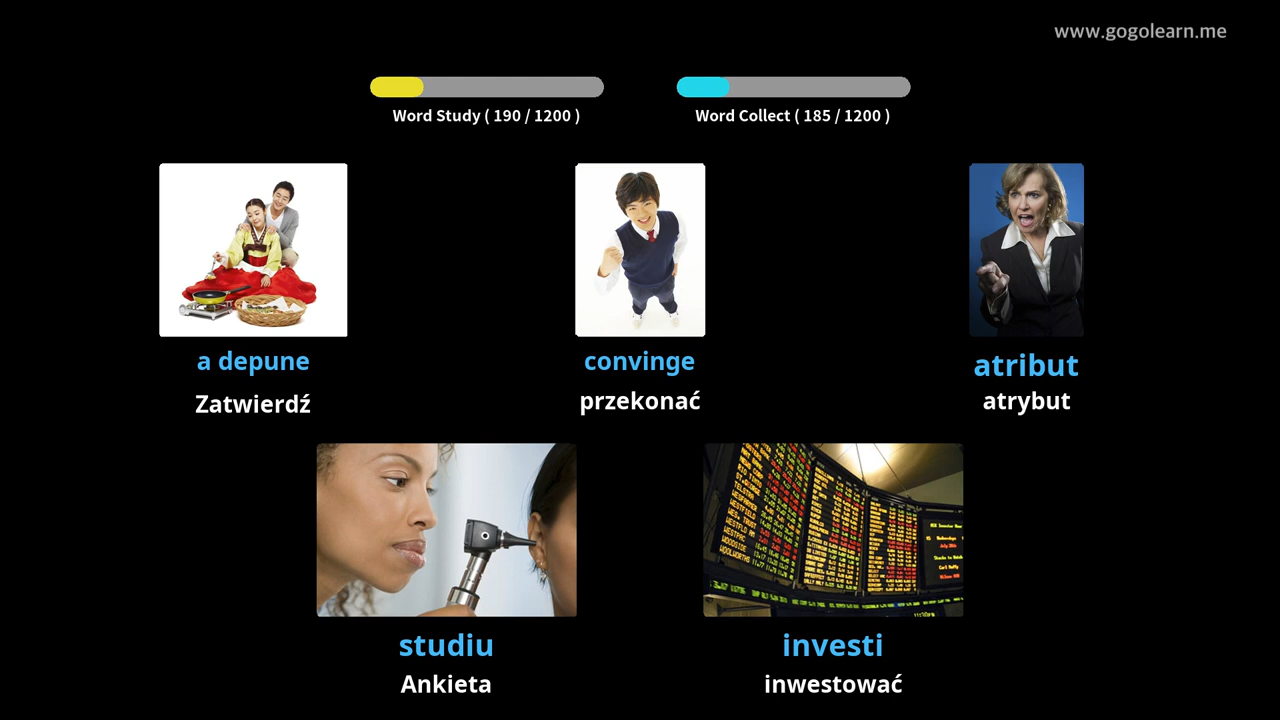 www.gogolearn.me
Word Study ( 190 / 1200 )
Word Collect ( 185 / 1200 )
a depune
convinge
atribut
Zatwierdź
przekonać
atrybut
studiu
investi
Ankieta
inwestować